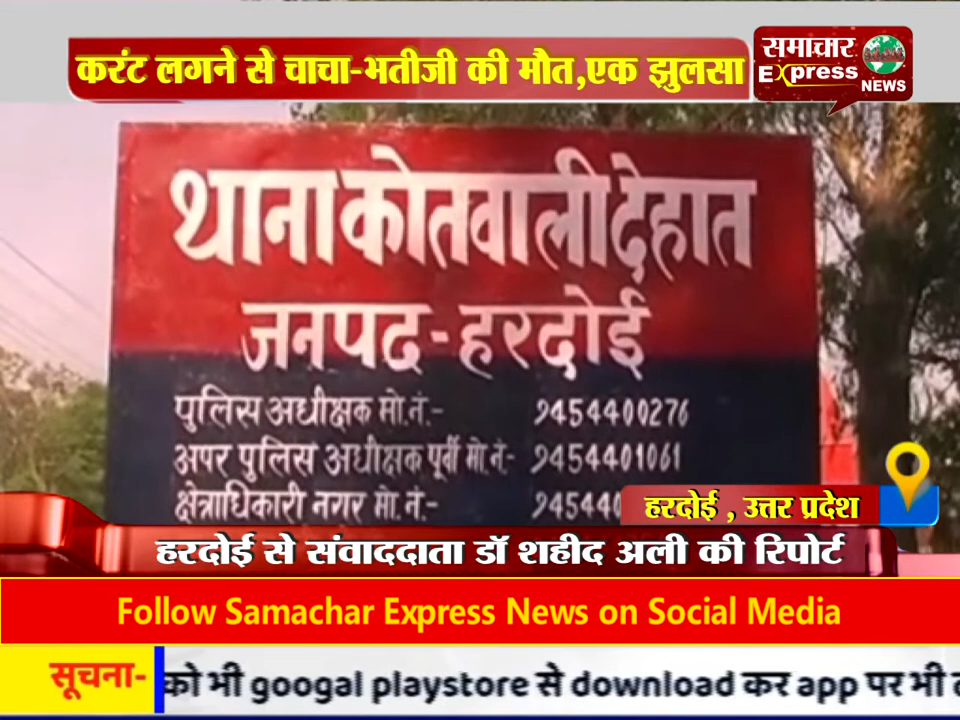 करंट लगने से चाचा-भतीजी की मौत,एक झुलसा
समाचार
Express
NEWS
थाना कोतवाली देहात
जनपद-हरदोई
पुलिस अधीक्षक मो.नं.- 9454400276
अपर पुलिस अधीक्षक पूर्वी मो.नं- 9454401061
क्षेत्राधिकारी नगर मो.नं.-
हरदोई , उत्तर प्रदेश
हरदोई से संवाददाता डॉ शहीद अली की रिपोर्ट
Follow Samachar Express News on Social Media
सूचना- को भी googal playstore से download कर app पर भी